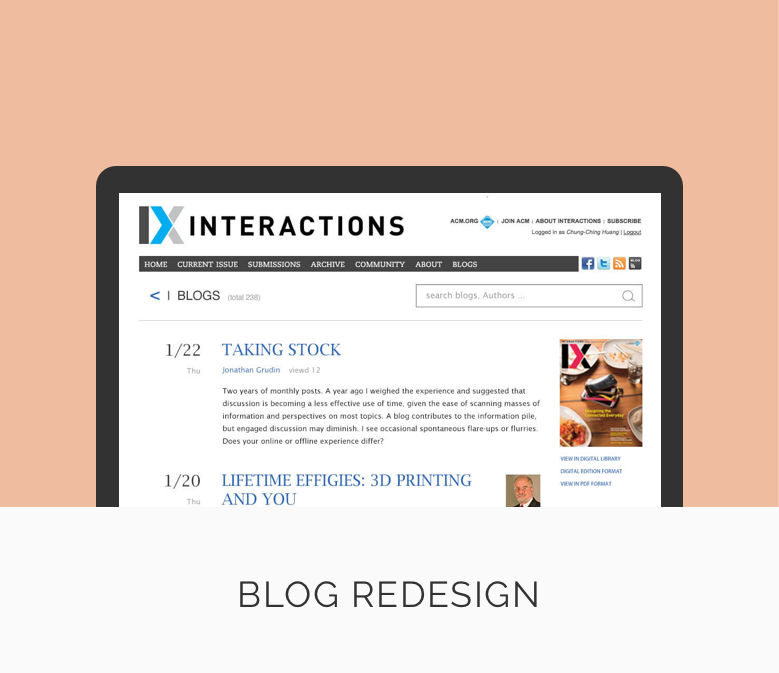 INTERACTIONS
ACM.ORG | JOIN ACM | ABOUT INTERACTIONS | SUBSCRIBE
Logged in as Chung-Ching Huang | Logout
HOME CURRENT ISSUE SUBMISSIONS ARCHIVE COMMUNITY ABOUT BLOGS
< | BLOGS (total 238)
search blogs, Authors ...
1/22 TAKING STOCK
Thu Jonathan Grudin viewd 12
Two years of monthly posts. A year ago I weighed the experience and suggested that
discussion is becoming a less effective use of time, given the ease of scanning masses of
information and perspectives on most topics. A blog contributes to the information pile,
but engaged discussion may diminish. I see occasional spontaneous flare-ups or flurries.
Does your online or offline experience differ?
IX
VIEW IN DIGITAL LIBRARY
DIGITAL EDITION FORMAT
VIEW IN PDF FORMAT
1/20 LIFETIME EFFIGIES: 3D PRINTING
Thu AND YOU
BLOG REDESIGN